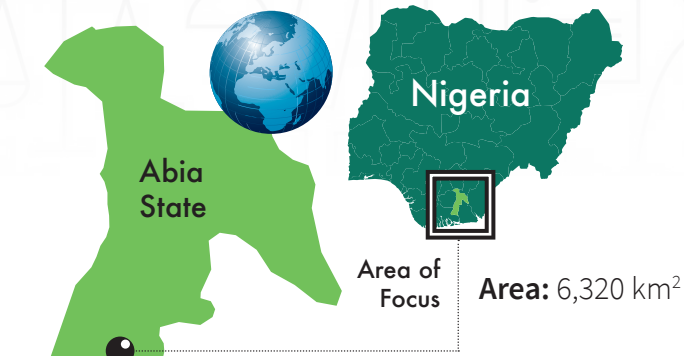 Nigeria
Abia
State
Area of
Focus
Area: 6,320 km²